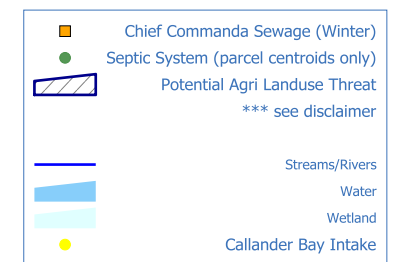 Chief Commanda Sewage (Winter)
Septic System (parcel centroids only)
Potential Agri Landuse Threat
*** see disclaimer
Streams/Rivers
Water
Wetland
Callander Bay Intake